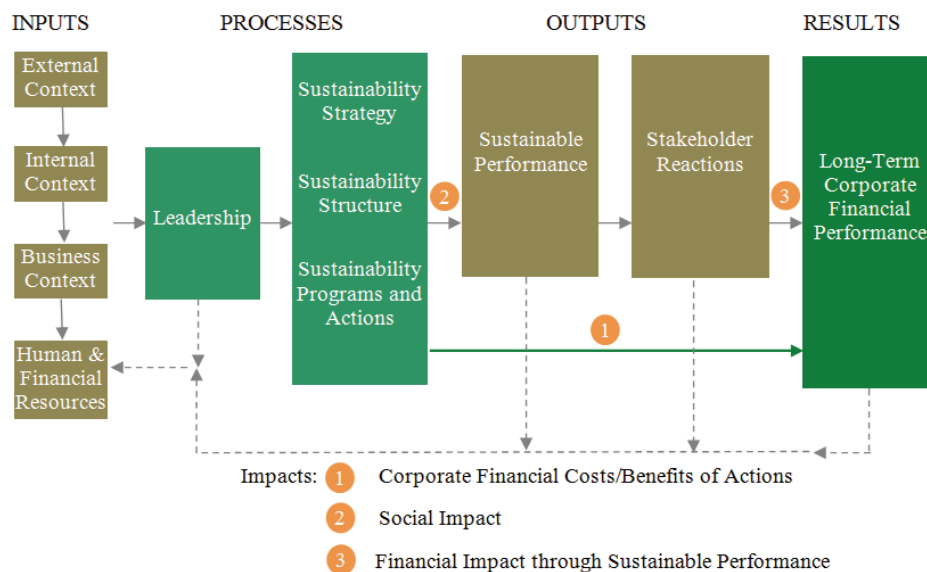 INPUTS
PROCESSES
OUTPUTS
RESULTS
External
Context
Internal
Context
Business
Context
Human &
Financial
Resources
Leadership
Sustainability
Strategy
Sustainability
Structure
Sustainability
Programs and
Actions
2
Sustainable
Performance
Stakeholder
Reactions
3
Long-Term
Corporate
Financial
Performance
1
Impacts: 1 Corporate Financial Costs/Benefits of Actions
2 Social Impact
3 Financial Impact through Sustainable Performance